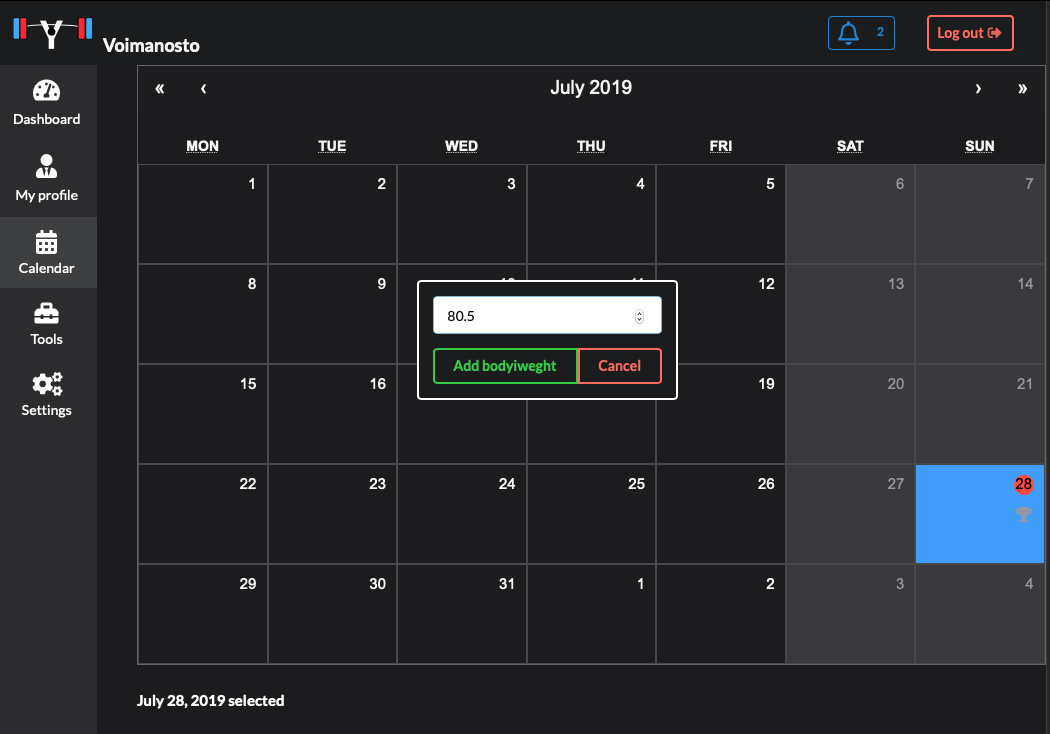 Voimanosto
2
Log out
Dashboard
My profile
Calendar
Tools
Settings
« ‹ July 2019 › »
MON TUE WED THU FRI SAT SUN
1 2 3 4 5 6 7
8 9 10 11 12 13 14
80.5
Add bodyiweght Cancel
15 16 19 20 21
22 23 24 25 26 27 28
29 30 31 1 2 3 4
July 28, 2019 selected